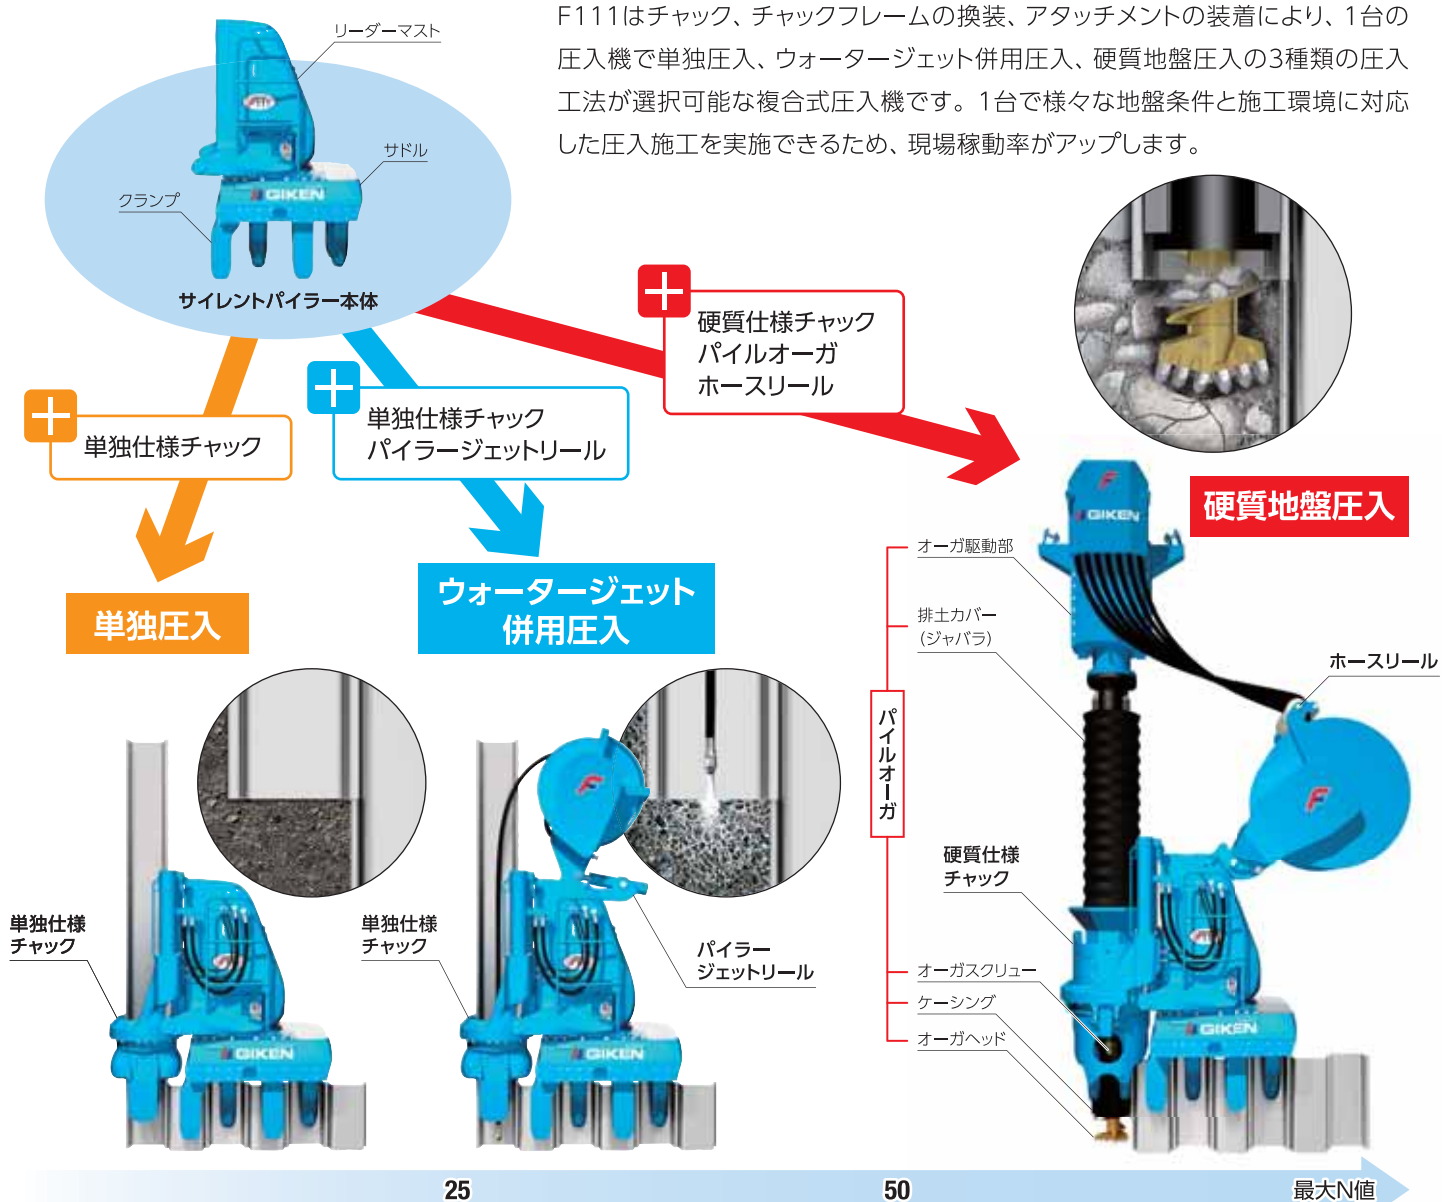 F111はチャック、チャックフレームの換装、アタッチメントの装着により、1台の
圧入機で単独圧入、ウォータージェット併用圧入、硬質地盤圧入の3種類の圧入
工法が選択可能な複合式圧入機です。1台で様々な地盤条件と施工環境に対応
した圧入施工を実施できるため、現場稼動率がアップします。
リーダーマスト
サドル
クランプ
GIKEN
サイレントパイラー本体
硬質仕様チャック
パイルオーガ
ホースリール
単独仕様チャック
単独仕様チャック
パイラージェットリール
単独圧入
ウォータージェット
併用圧入
硬質地盤圧入
F
GIKEN
オーガ駆動部
排土カバー
(ジャバラ)
ホースリール
パイルオーガ
F
F
硬質仕様
チャック
単独仕様
チャック
単独仕様
チャック
パイラー
ジェットリール
オーガスクリュー
ケーシング
オーガヘッド
GIKEN
GIKEN
GIKEN
25
50
最大N値